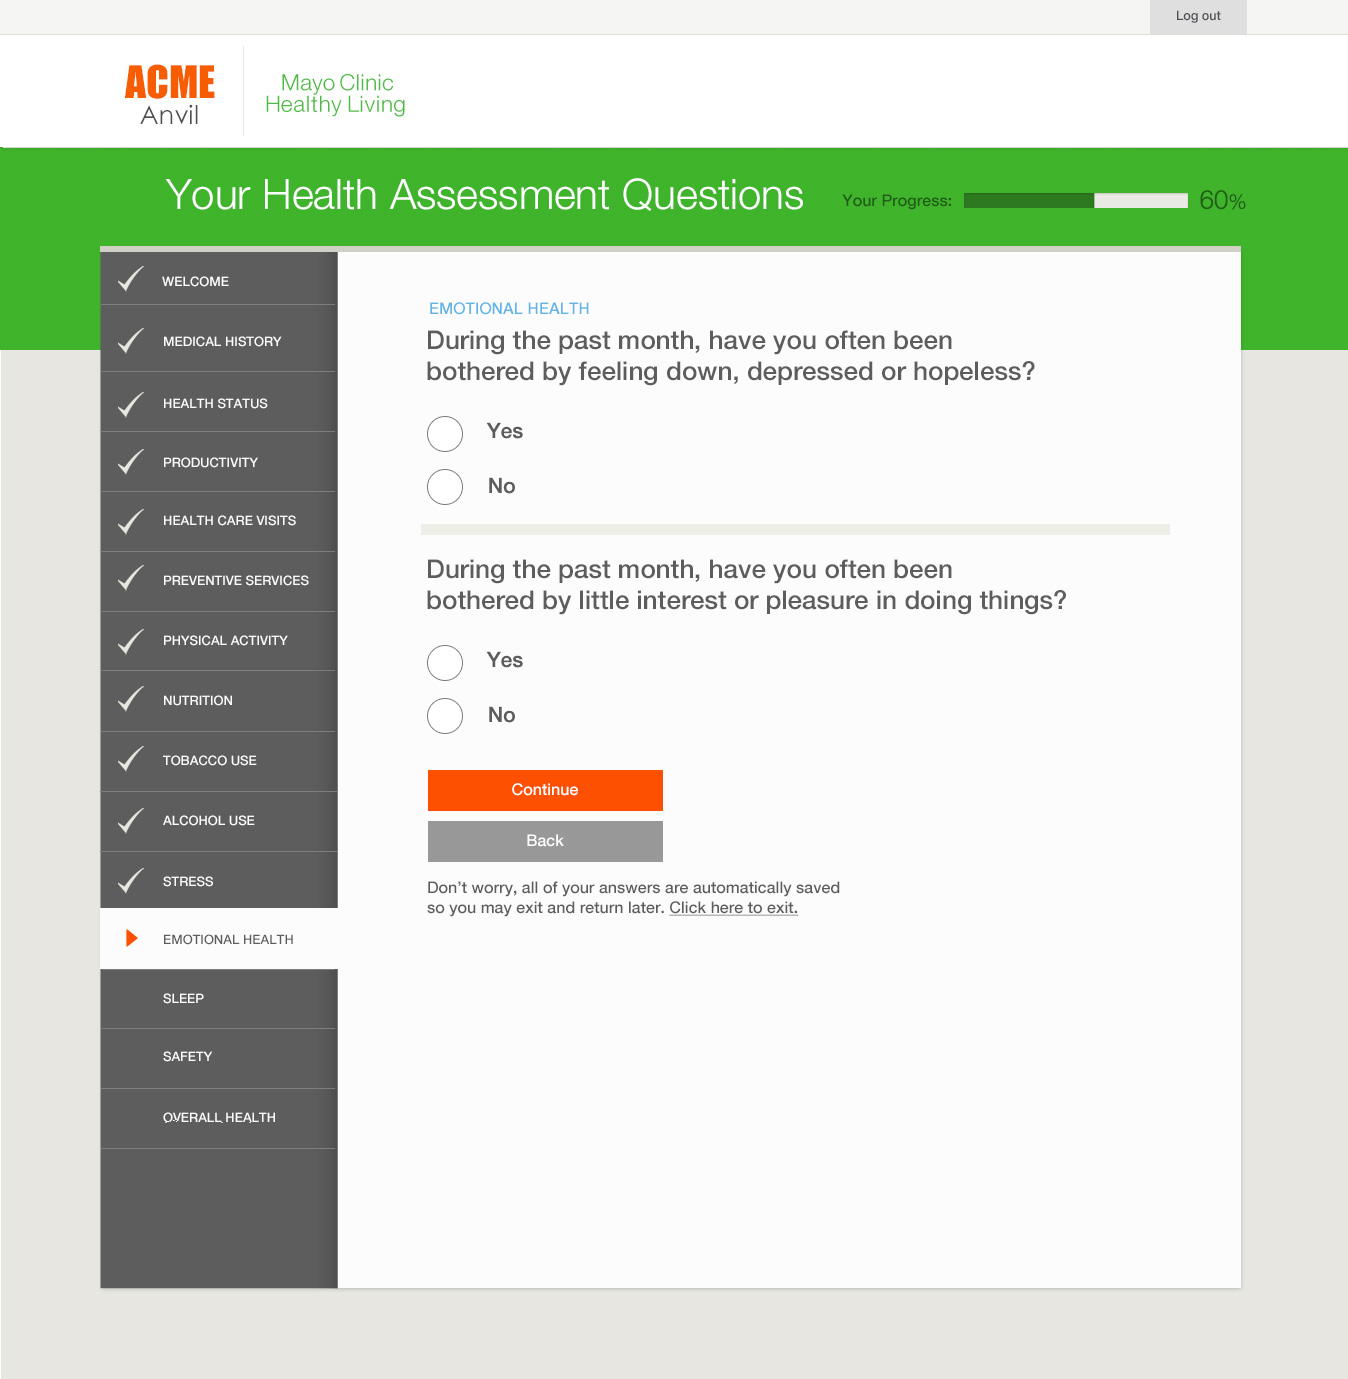 Log out
ACME
Anvil
Mayo Clinic
Healthy Living
Your Health Assessment Questions
Your Progress:
60%
WELCOME
MEDICAL HISTORY
HEALTH STATUS
PRODUCTIVITY
HEALTH CARE VISITS
PREVENTIVE SERVICES
PHYSICAL ACTIVITY
NUTRITION
TOBACCO USE
ALCOHOL USE
STRESS
EMOTIONAL HEALTH
SLEEP
SAFETY
OVERALL HEALTH
EMOTIONAL HEALTH
During the past month, have you often been
bothered by feeling down, depressed or hopeless?
Yes
No
During the past month, have you often been
bothered by little interest or pleasure in doing things?
Yes
No
Continue
Back
Don’t worry, all of your answers are automatically saved
so you may exit and return later. Click here to exit.